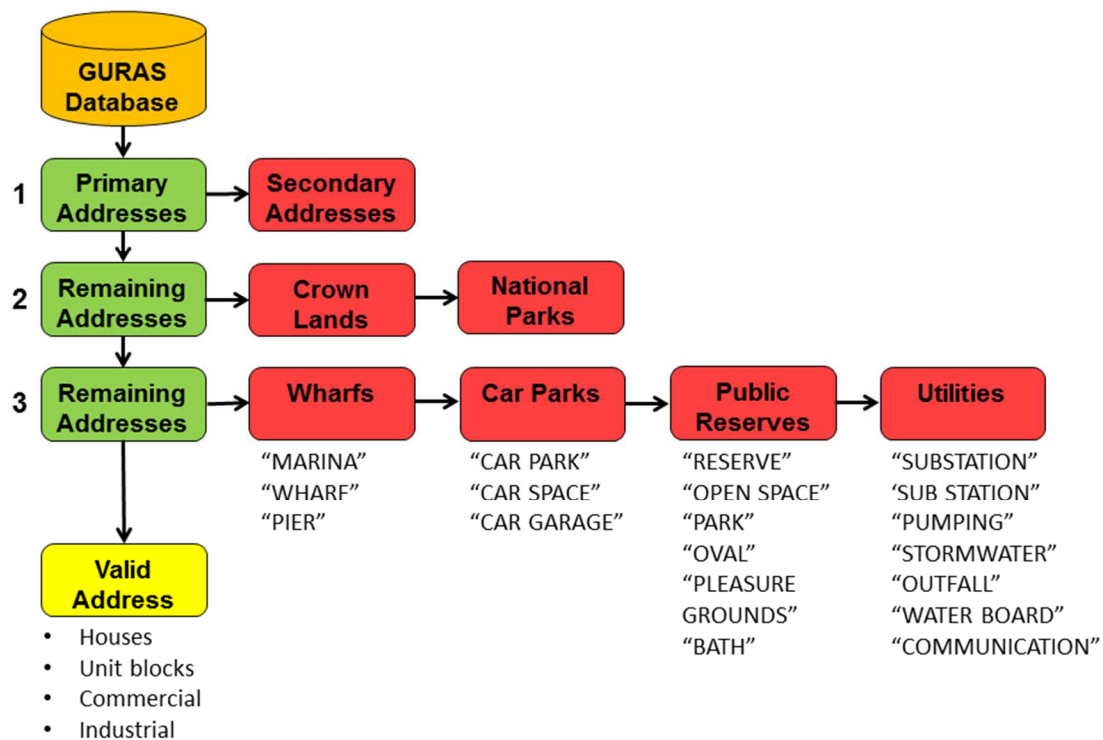 GURAS
Database
1
Primary
Addresses
Secondary
Addresses
2
Remaining
Addresses
Crown
Lands
National
Parks
3
Remaining
Addresses
Wharfs
Car Parks
Public
Reserves
Utilities
“MARINA”
“WHARF”
“PIER”
“CAR PARK”
“CAR SPACE”
“CAR GARAGE”
“RESERVE”
“OPEN SPACE”
“PARK”
“OVAL”
“PLEASURE
GROUNDS”
“BATH”
“SUBSTATION”
‘SUB STATION”
“PUMPING”
“STORMWATER”
“OUTFALL”
“WATER BOARD”
“COMMUNICATION”
Valid
Address
• Houses
• Unit blocks
• Commercial
• Industrial